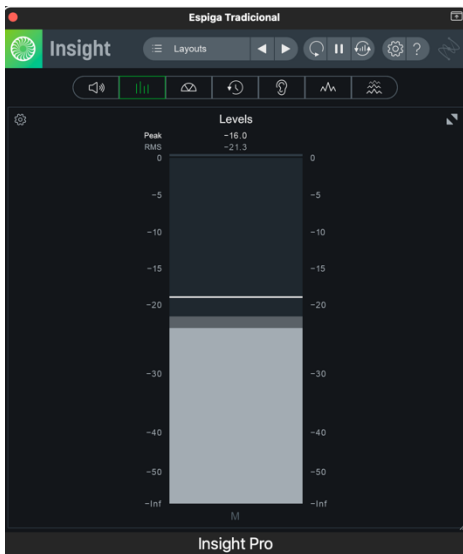 Espiga Tradicional
Insight
Layouts
?
Levels
Peak −16.0
RMS −21.3
0 0
−5 −5
−10 −10
−15 −15
−20 −20
−30 −30
−40 −40
−50 −50
−Inf −Inf
M
Insight Pro